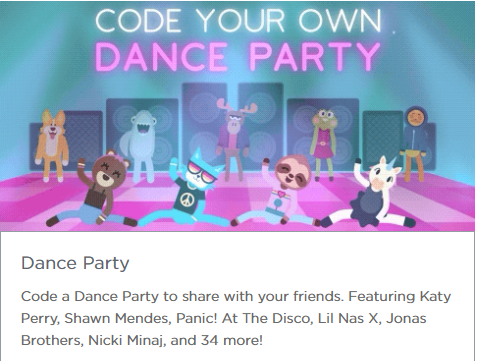 CODE YOUR OWN
DANCE PARTY
Dance Party
Code a Dance Party to share with your friends. Featuring Katy
Perry, Shawn Mendes, Panic! At The Disco, Lil Nas X, Jonas
Brothers, Nicki Minaj, and 34 more!